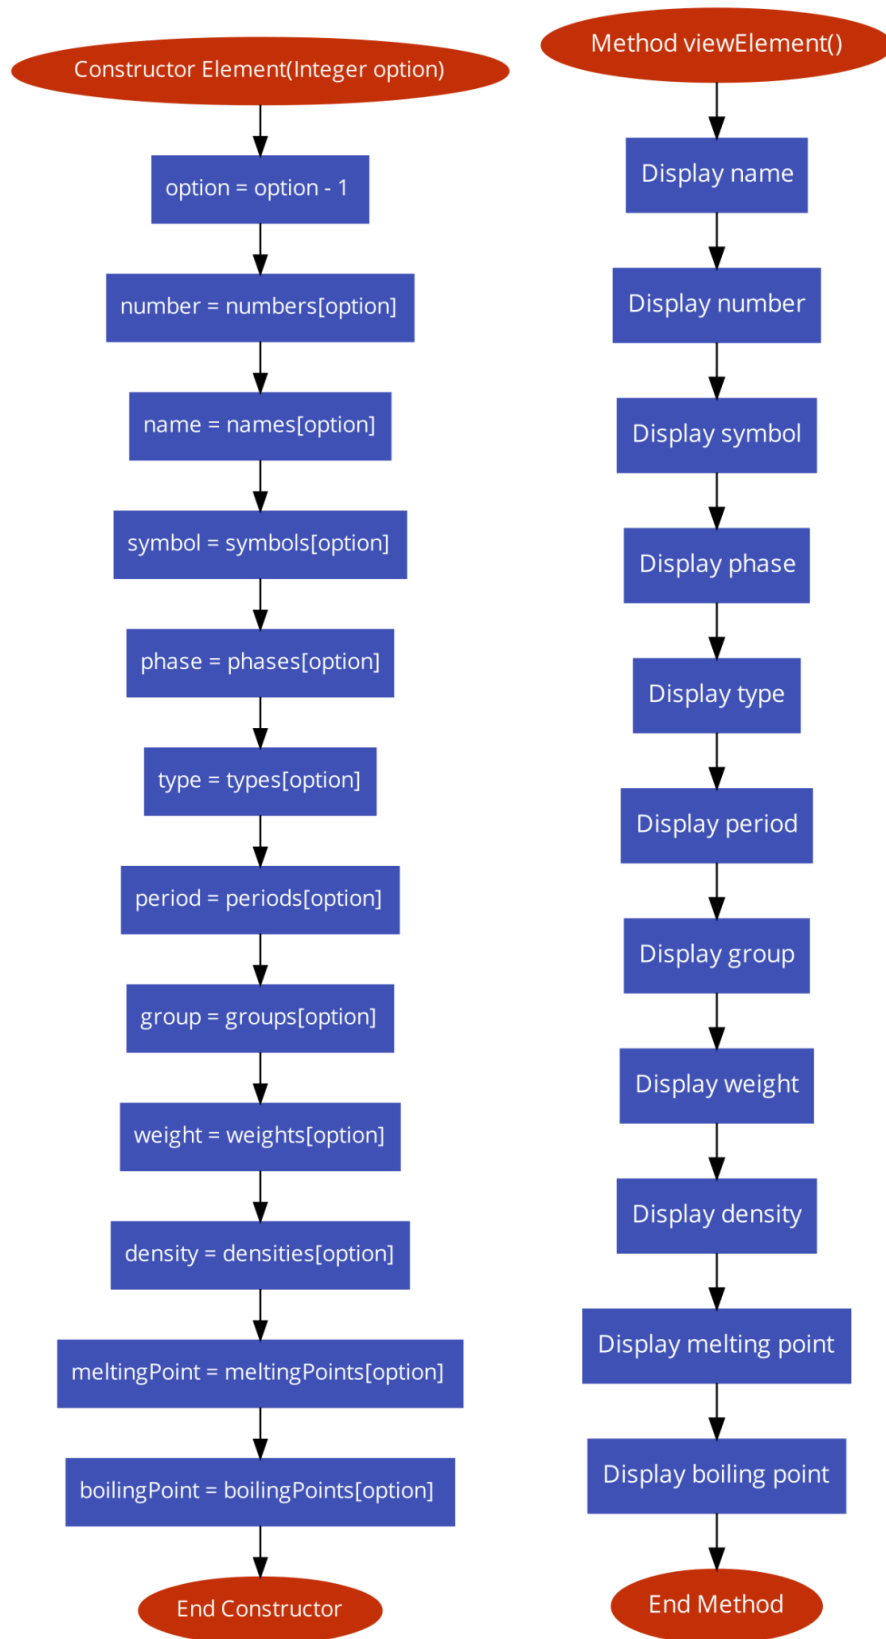 Constructor Element(Integer option)
option = option - 1
number = numbers[option]
name = names[option]
symbol = symbols[option]
phase = phases[option]
type = types[option]
period = periods[option]
group = groups[option]
weight = weights[option]
density = densities[option]
meltingPoint = meltingPoints[option]
boilingPoint = boilingPoints[option]
End Constructor
Method viewElement()
Display name
Display number
Display symbol
Display phase
Display type
Display period
Display group
Display weight
Display density
Display melting point
Display boiling point
End Method